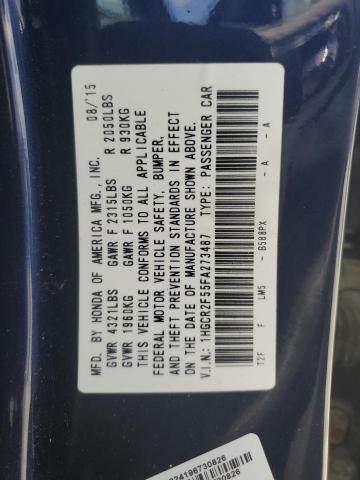 MFD. BY HONDA OF AMERICA MFG., INC. 08/15
GVWR 4321LBS GAWR F 2315LBS R 2050LBS
GVWR 1960KG GAWR F 1050KG R 930KG
THIS VEHICLE CONFORMS TO ALL APPLICABLE
FEDERAL MOTOR VEHICLE SAFETY, BUMPER,
AND THEFT PREVENTION STANDARDS IN EFFECT
ON THE DATE OF MANUFACTURE SHOWN ABOVE.
V.I.N.: 1HGCR2F55FA273487 TYPE: PASSENGER CAR
T2F F LM5 - B588PX - A - A
24196730826